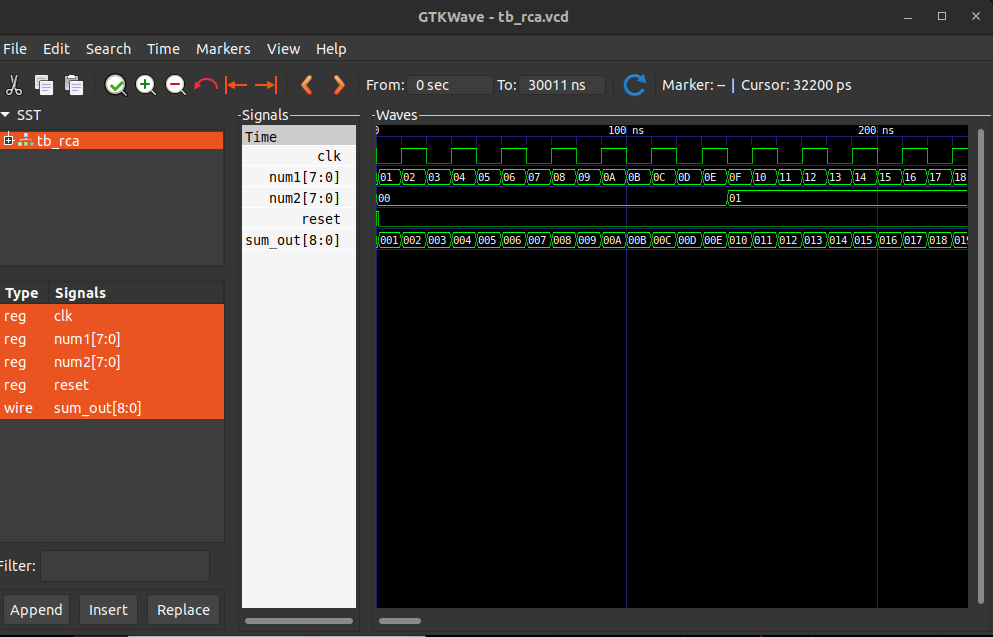 GTKWave - tb_rca.vcd
File Edit Search Time Markers View Help
From: 0 sec To: 30011 ns Marker: -- | Cursor: 32200 ps
SST
tb_rca
Type Signals
reg clk
reg num1[7:0]
reg num2[7:0]
reg reset
wire sum_out[8:0]
Filter:
Append Insert Replace
Signals
Time
clk
num1[7:0]
num2[7:0]
reset
sum_out[8:0]
Waves
0 100 ns 200 ns
01 02 03 04 05 06 07 08 09 0A 0B 0C 0D 0E 0F 10 11 12 13 14 15 16 17 18
00 01
001 002 003 004 005 006 007 008 009 00A 00B 00C 00D 00E 010 011 012 013 014 015 016 017 018 019